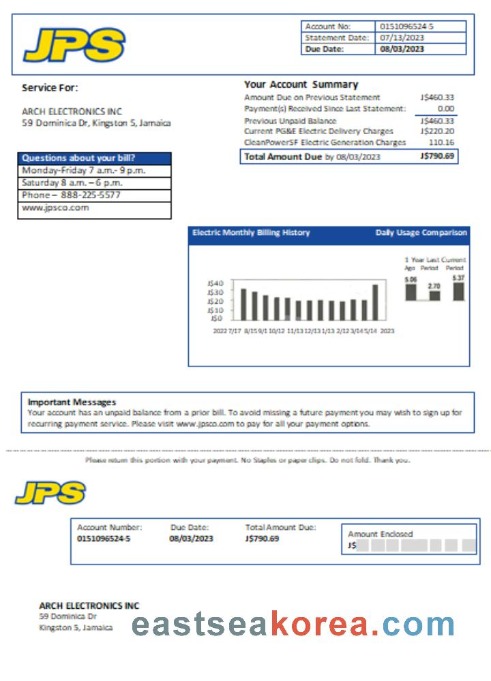 JPS
Account No: 0151096524-5
Statement Date: 07/13/2023
Due Date: 08/03/2023
Service For:
ARCH ELECTRONICS INC
59 Dominica Dr, Kingston 5, Jamaica
Your Account Summary
Amount Due on Previous Statement J$460.33
Payment(s) Received Since Last Statement: 0.00
Previous Unpaid Balance J$460.33
Current PG&E Electric Delivery Charges J$220.20
CleanPowerSF Electric Generation Charges 110.16
Total Amount Due by 08/03/2023 J$790.69
Questions about your bill?
Monday-Friday 7 a.m.- 9 p.m.
Saturday 8 a.m. – 6 p.m.
Phone – 888-225-5577
www.jpsco.com
Electric Monthly Billing History Daily Usage Comparison
1 Year Last Current
Ago Period Period
5.06 2.70 5.37
J$40
J$30
J$20
J$10
J$0
2022 7/17 8/15 9/1 10/12 11/13 12/13 1/3 2/12 3/14 5/14 2023
Important Messages
Your account has an unpaid balance from a prior bill. To avoid missing a future payment you may wish to sign up for
recurring payment service. Please visit www.jpsco.com to pay for all your payment options.
Please return this portion with your payment. No Staples or paper clips. Do not fold. Thank you.
JPS
Account Number: Due Date: Total Amount Due:
0151096524-5 08/03/2023 J$790.69
Amount Enclosed
J$
ARCH ELECTRONICS INC
59 Dominica Dr
Kingston 5, Jamaica
eastseakorea.com